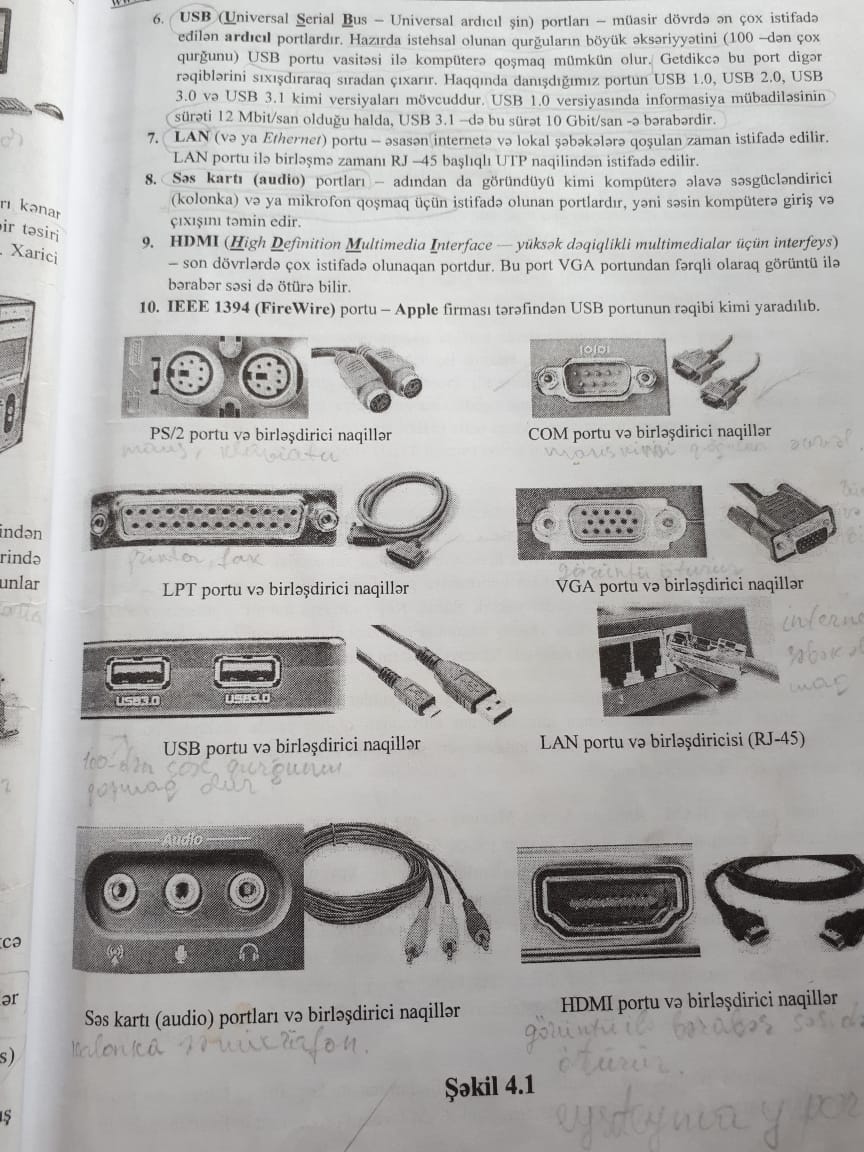 6. USB (Universal Serial Bus – Universal ardıcıl şin) portları – müasir dövrdə ən çox istifadə
edilən ardıcıl portlardır. Hazırda istehsal olunan qurğuların böyük əksəriyyətini (100 –dən çox
qurğunu) USB portu vasitəsi ilə kompüterə qoşmaq mümkün olur. Getdikcə bu port digər
rəqiblərini sıxışdıraraq sıradan çıxarır. Haqqında danışdığımız portun USB 1.0, USB 2.0, USB
3.0 və USB 3.1 kimi versiyaları mövcuddur. USB 1.0 versiyasında informasiya mübadiləsinin
sürəti 12 Mbit/san olduğu halda, USB 3.1 –də bu sürət 10 Gbit/san -ə bərabərdir.
7. LAN (və ya Ethernet) portu – əsasən internetə və lokal şəbəkələrə qoşulan zaman istifadə edilir.
LAN portu ilə birləşmə zamanı RJ –45 başlıqlı UTP naqilindən istifadə edilir.
8. Səs kartı (audio) portları – adından da göründüyü kimi kompüterə əlavə səsgücləndirici
(kolonka) və ya mikrofon qoşmaq üçün istifadə olunan portlardır, yəni səsin kompüterə giriş və
çıxışını təmin edir.
9. HDMI (High Definition Multimedia Interface — yüksək dəqiqlikli multimedialar üçün interfeys)
– son dövrlərdə çox istifadə olunaqan portdur. Bu port VGA portundan fərqli olaraq görüntü ilə
bərabər səsi də ötürə bilir.
10. IEEE 1394 (FireWire) portu – Apple firması tərəfindən USB portunun rəqibi kimi yaradılıb.
rı kənar
bir təsiri
. Xarici
indən
rində
unlar
cə
ər
s)
ış
10101
PS/2 portu və birləşdirici naqillər
COM portu və birləşdirici naqillər
maus, klaviatu
printer, fax
LPT portu və birləşdirici naqillər
görüntü ötürür
VGA portu və birləşdirici naqillər
USB3.0
USB3.0
USB portu və birləşdirici naqillər
LAN portu və birləşdiricisi (RJ-45)
interne
şəbəkə
maq
100-dən çox qurğunu
qoşmaq olur
Audio
Səs kartı (audio) portları və birləşdirici naqillər
HDMI portu və birləşdirici naqillər
kalonka mikrafon.
görüntü ilə bərabər səs də
ötürür.
Şəkil 4.1